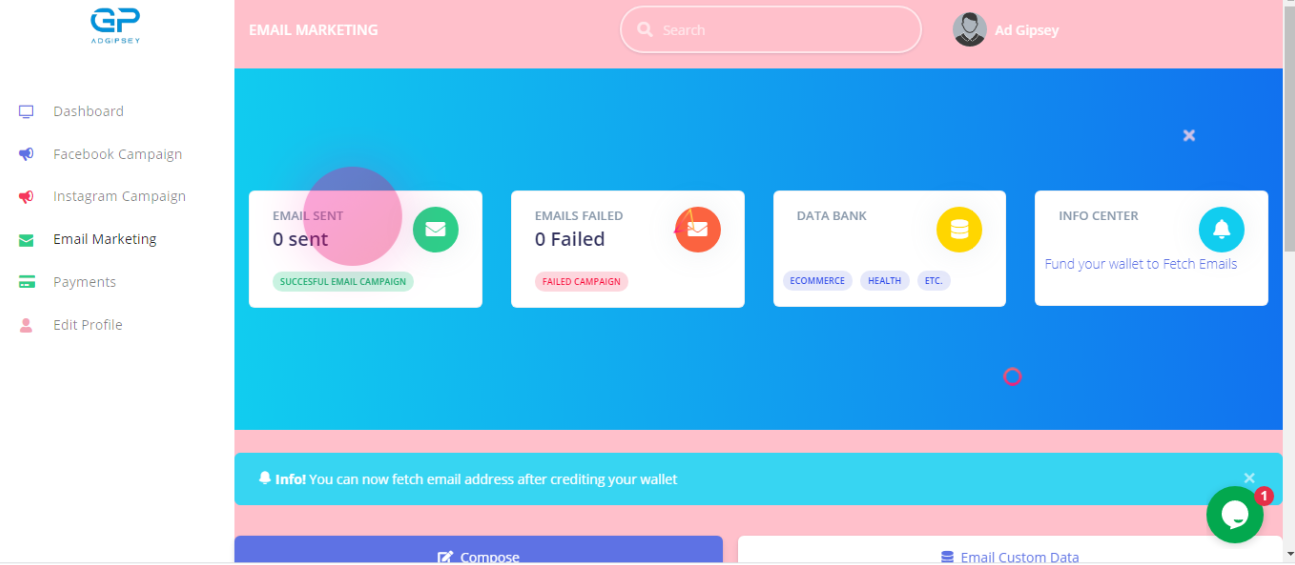 GP
ADGIPSEY
EMAIL MARKETING
Search
Ad Gipsey
Dashboard
Facebook Campaign
Instagram Campaign
Email Marketing
Payments
Edit Profile
EMAIL SENT
0 sent
SUCCESFUL EMAIL CAMPAIGN
EMAILS FAILED
0 Failed
FAILED CAMPAIGN
DATA BANK
ECOMMERCE HEALTH ETC.
INFO CENTER
Fund your wallet to Fetch Emails
Info! You can now fetch email address after crediting your wallet
1
Compose
Email Custom Data